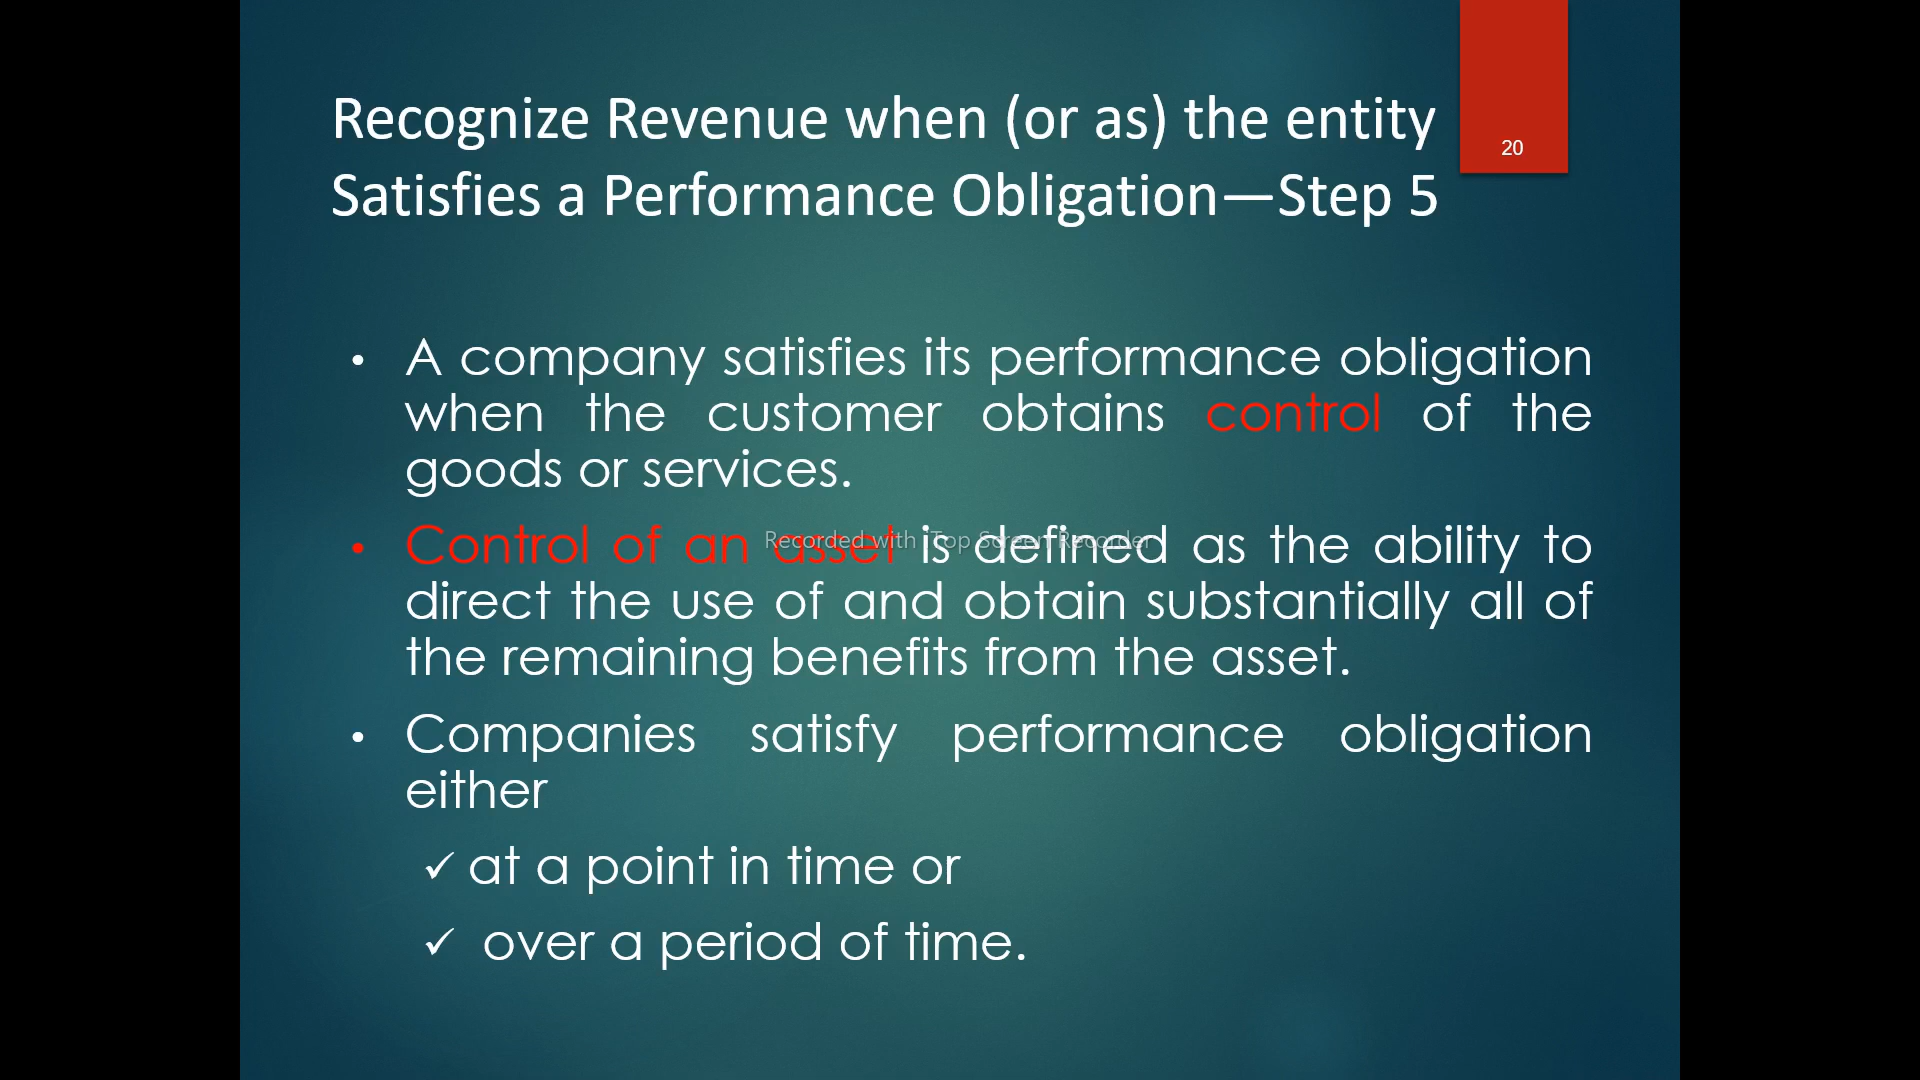 Recognize Revenue when (or as) the entity
Satisfies a Performance Obligation—Step 5
20
• A company satisfies its performance obligation
when the customer obtains control of the
goods or services.
• Control of an asset is defined as the ability to
direct the use of and obtain substantially all of
the remaining benefits from the asset.
Recorded with iTop Screen Recorder
• Companies satisfy performance obligation
either
✓ at a point in time or
✓ over a period of time.